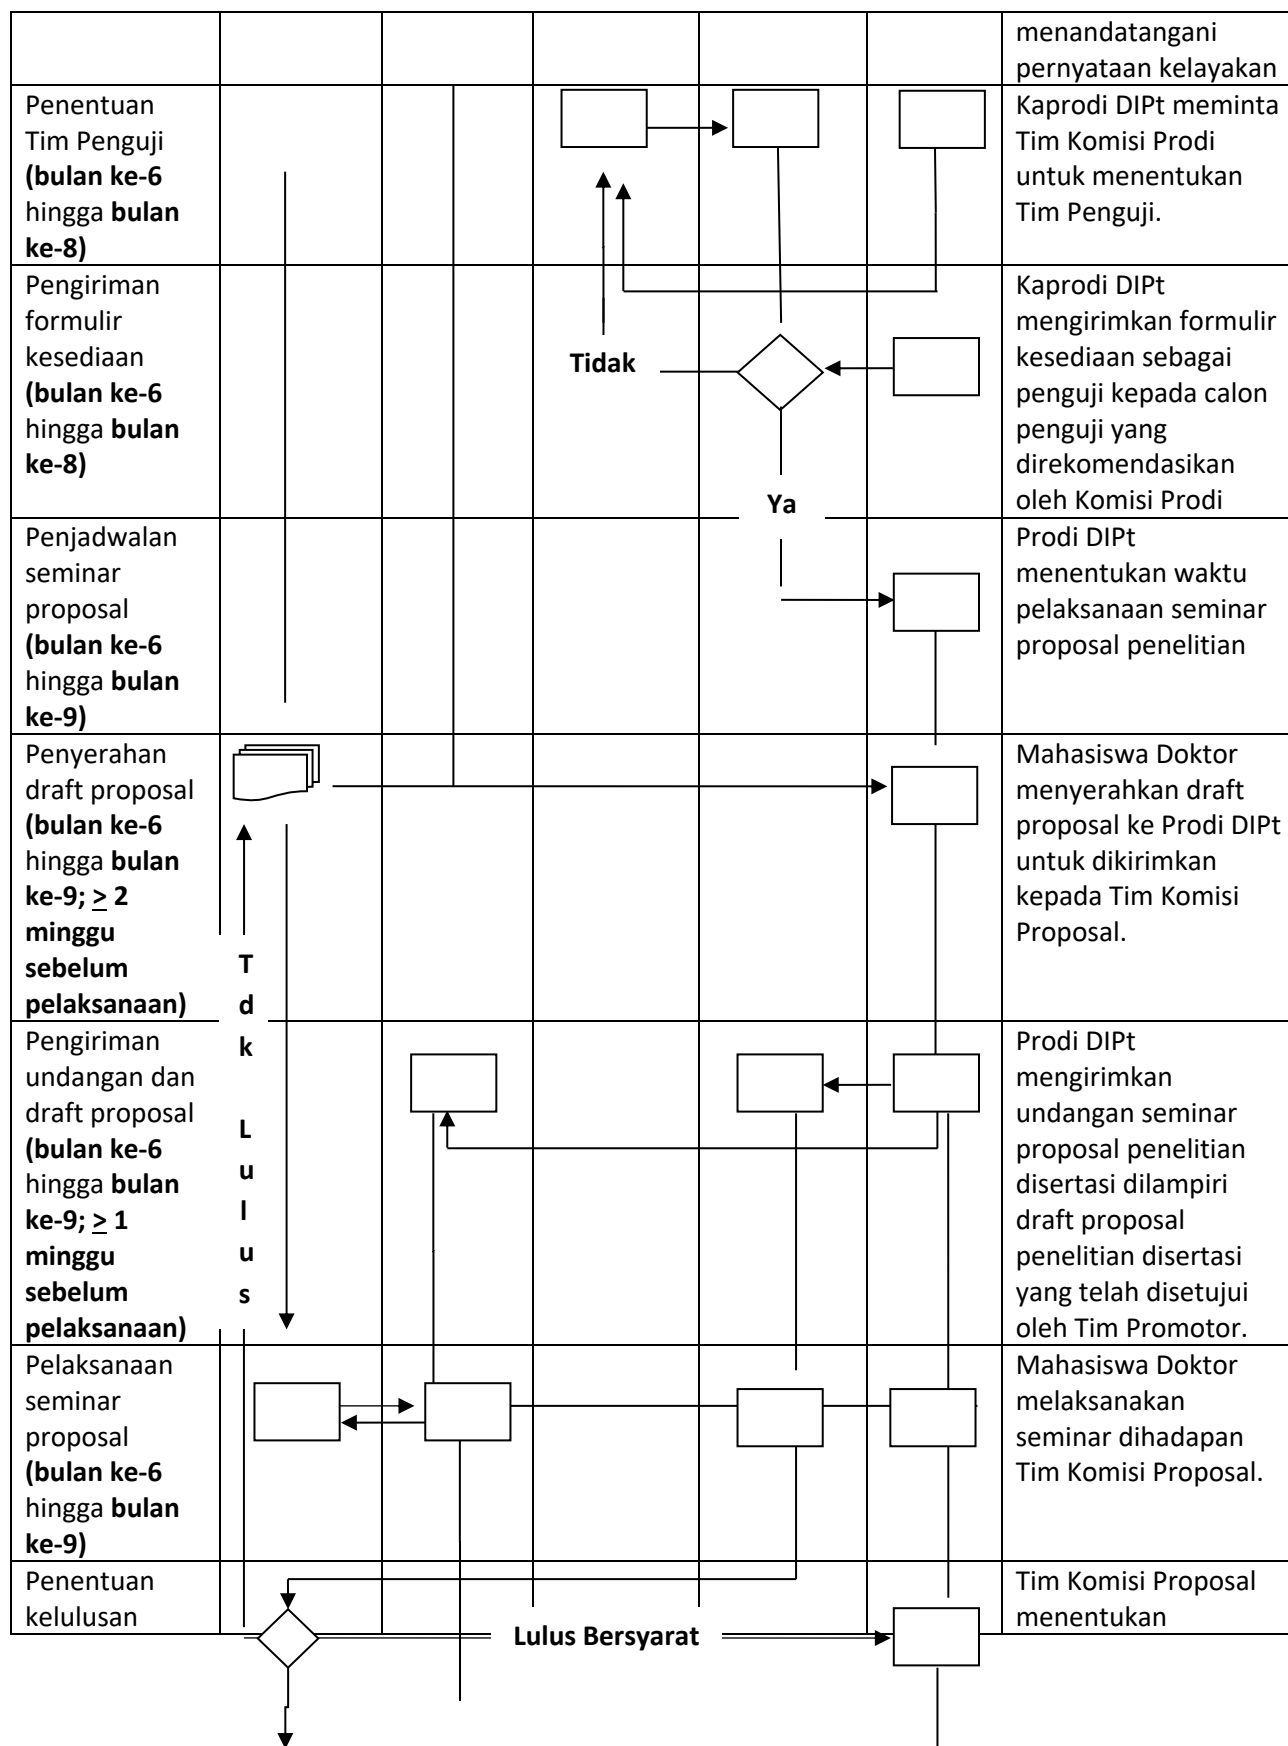 menandatangani
pernyataan kelayakan
Penentuan
Tim Penguji
(bulan ke-6
hingga bulan
ke-8)
Kaprodi DIPt meminta
Tim Komisi Prodi
untuk menentukan
Tim Penguji.
Pengiriman
formulir
kesediaan
(bulan ke-6
hingga bulan
ke-8)
Tidak
Ya
Kaprodi DIPt
mengirimkan formulir
kesediaan sebagai
penguji kepada calon
penguji yang
direkomendasikan
oleh Komisi Prodi
Penjadwalan
seminar
proposal
(bulan ke-6
hingga bulan
ke-9)
Prodi DIPt
menentukan waktu
pelaksanaan seminar
proposal penelitian
Penyerahan
draft proposal
(bulan ke-6
hingga bulan
ke-9; > 2
minggu
sebelum
pelaksanaan)
T
d
k
L
u
l
u
s
Mahasiswa Doktor
menyerahkan draft
proposal ke Prodi DIPt
untuk dikirimkan
kepada Tim Komisi
Proposal.
Pengiriman
undangan dan
draft proposal
(bulan ke-6
hingga bulan
ke-9; > 1
minggu
sebelum
pelaksanaan)
Prodi DIPt
mengirimkan
undangan seminar
proposal penelitian
disertasi dilampiri
draft proposal
penelitian disertasi
yang telah disetujui
oleh Tim Promotor.
Pelaksanaan
seminar
proposal
(bulan ke-6
hingga bulan
ke-9)
Mahasiswa Doktor
melaksanakan
seminar dihadapan
Tim Komisi Proposal.
Penentuan
kelulusan
Lulus Bersyarat
Tim Komisi Proposal
menentukan